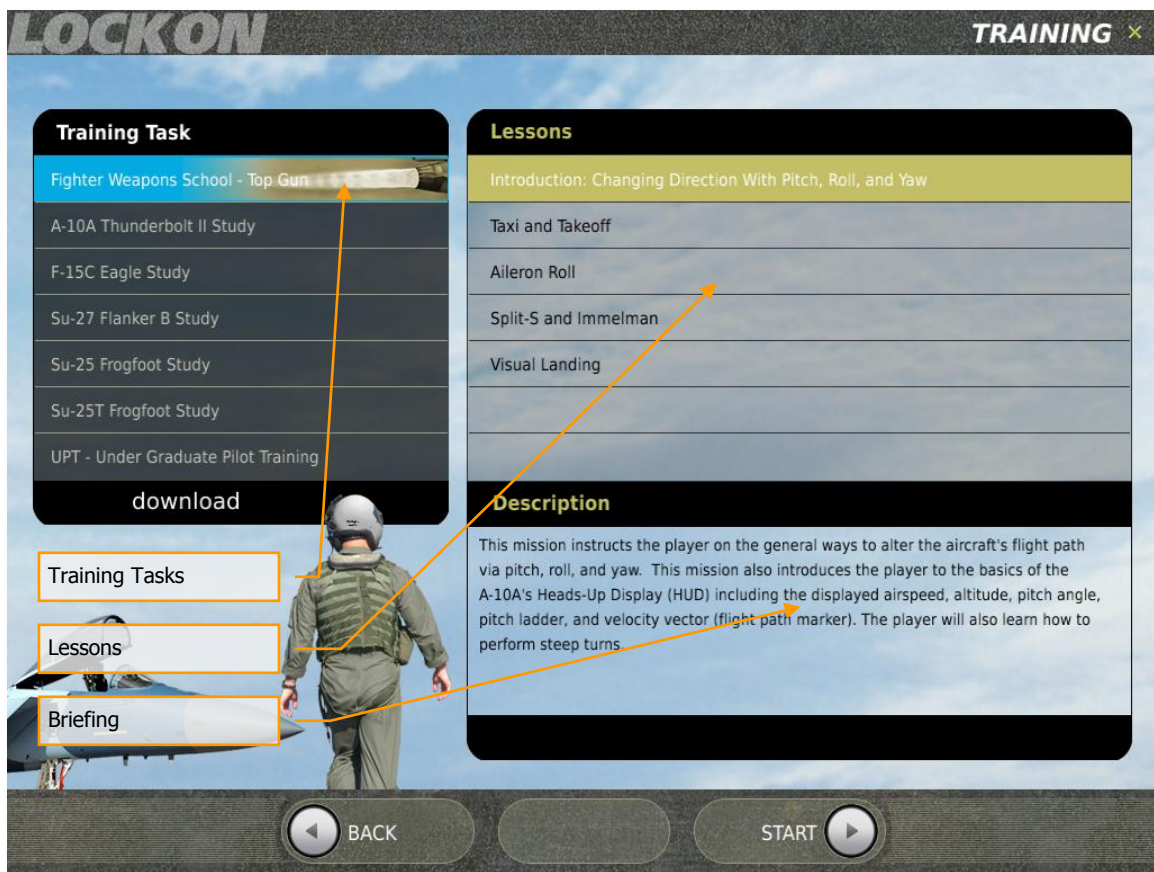 LOCKON
TRAINING ×
Training Task
Fighter Weapons School - Top Gun
A-10A Thunderbolt II Study
F-15C Eagle Study
Su-27 Flanker B Study
Su-25 Frogfoot Study
Su-25T Frogfoot Study
UPT - Under Graduate Pilot Training
download
Lessons
Introduction: Changing Direction With Pitch, Roll, and Yaw
Taxi and Takeoff
Aileron Roll
Split-S and Immelman
Visual Landing
Description
This mission instructs the player on the general ways to alter the aircraft's flight path
via pitch, roll, and yaw. This mission also introduces the player to the basics of the
A-10A's Heads-Up Display (HUD) including the displayed airspeed, altitude, pitch angle,
pitch ladder, and velocity vector (flight path marker). The player will also learn how to
perform steep turns.
Training Tasks
Lessons
Briefing
BACK
START